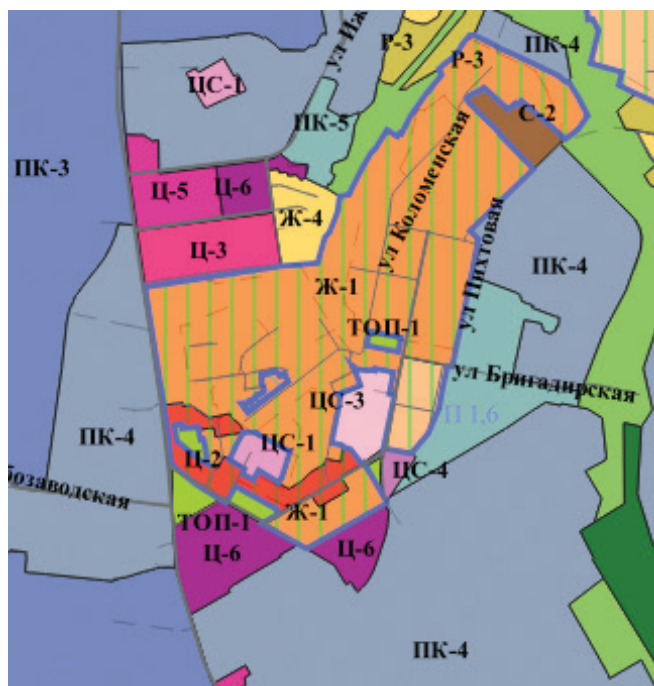 Р-3
ул Иж
ПК-4
Р-3
ЦС-1
С-2
ПК-5
ПК-3
Ц-5
Ц-6
ул Коломенская
Ж-4
ул Пихтовая
Ц-3
ПК-4
Ж-1
ТОП-1
ул Бригадирская
ЦС-3
П 1,6
ПК-4
ЦС-1
Ц-2
ЦС-4
бозаводская
ТОП-1
Ж-1
Ц-6
Ц-6
ПК-4